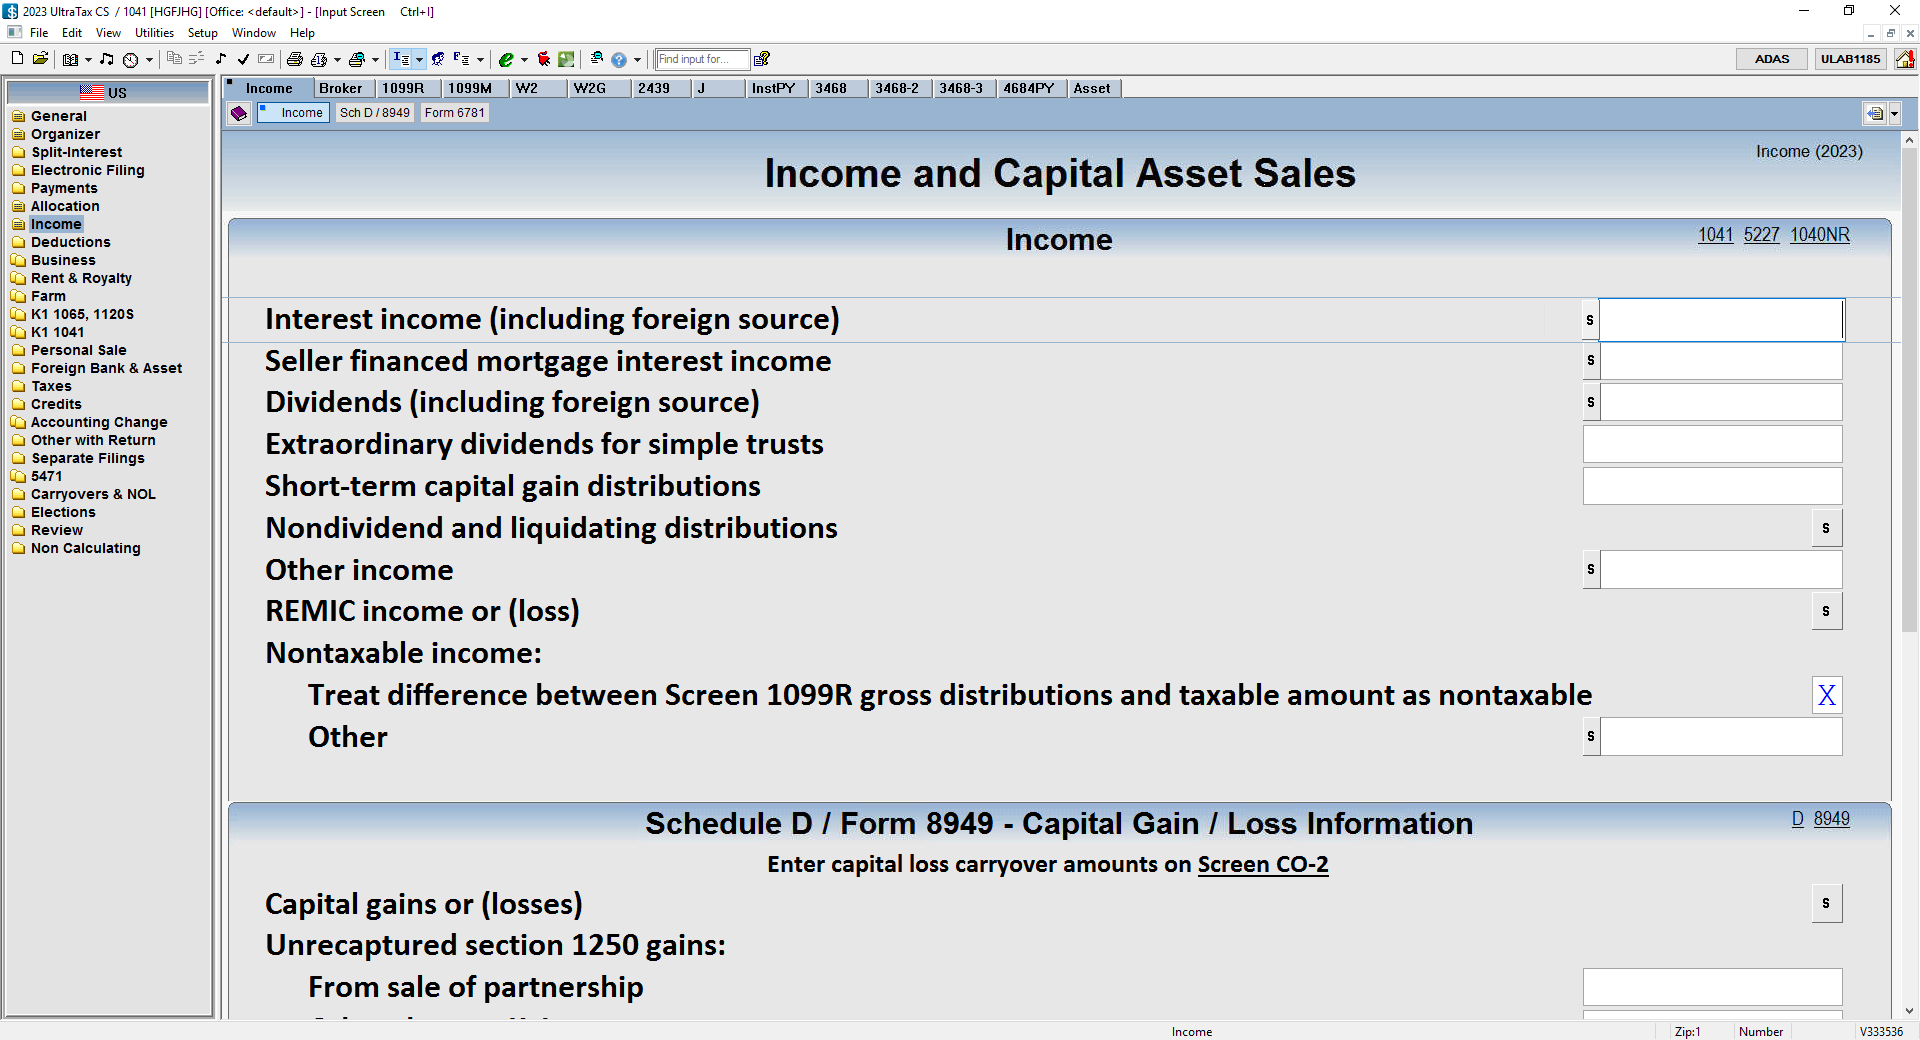 2023 UltraTax CS / 1041 [HGFJHG] [Office: <default>] - [Input Screen Ctrl+I]
File Edit View Utilities Setup Window Help
Find input for...
ADAS ULAB1185
US
General
Organizer
Split-Interest
Electronic Filing
Payments
Allocation
Income
Deductions
Business
Rent & Royalty
Farm
K1 1065, 1120S
K1 1041
Personal Sale
Foreign Bank & Asset
Taxes
Credits
Accounting Change
Other with Return
Separate Filings
5471
Carryovers & NOL
Elections
Review
Non Calculating
Income Broker 1099R 1099M W2 W2G 2439 J InstPY 3468 3468-2 3468-3 4684PY Asset
Income Sch D / 8949 Form 6781
Income (2023)
Income and Capital Asset Sales
Income
1041 5227 1040NR
Interest income (including foreign source) S
Seller financed mortgage interest income S
Dividends (including foreign source) S
Extraordinary dividends for simple trusts
Short-term capital gain distributions
Nondividend and liquidating distributions S
Other income S
REMIC income or (loss) S
Nontaxable income:
Treat difference between Screen 1099R gross distributions and taxable amount as nontaxable X
Other S
Schedule D / Form 8949 - Capital Gain / Loss Information
D 8949
Enter capital loss carryover amounts on Screen CO-2
Capital gains or (losses) S
Unrecaptured section 1250 gains:
From sale of partnership
Income Zip:1 Number V333536